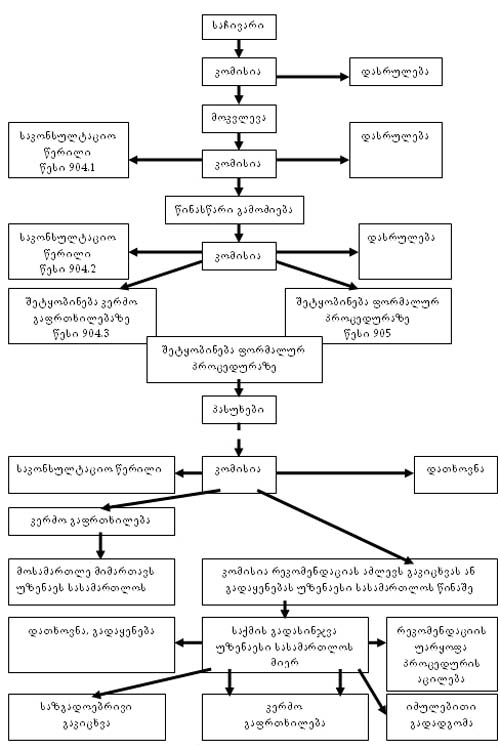 საჩივარი
კომისია
დასრულება
მოკვლევა
საკონსულტაციო
წერილი
წესი 904.1
კომისია
დასრულება
წინასწარი გამოძიება
საკონსულტაციო
წერილი
წესი 904.2
კომისია
დასრულება
შეტყობინება კერძო
გაფრთხილებაზე
წესი 904.3
შეტყობინება ფორმალურ
პროცედურაზე
წესი 905
შეტყობინება ფორმალურ
პროცედურაზე
პასუხები
საკონსულტაციო წერილი
კომისია
დათხოვნა
კერძო გაფრთხილება
მოსამართლე მიმართავს
უზენაეს სასამართლოს
კომისია რეკომენდაციას აძლევს გაკიცხვას ან
გადაყენებას უზენაესი სასამართლოს წინაშე
დათხოვნა, გადაყენება
საქმის გადასინჯვა
უზენაესი სასამართლოს
მიერ
რეკომენდაციის
უარყოფა
პროცედურის
აცილება
საზგადოებრივი
გაკიცხვა
კერძო
გაფრთხილება
იძულებითი
გადადგომა